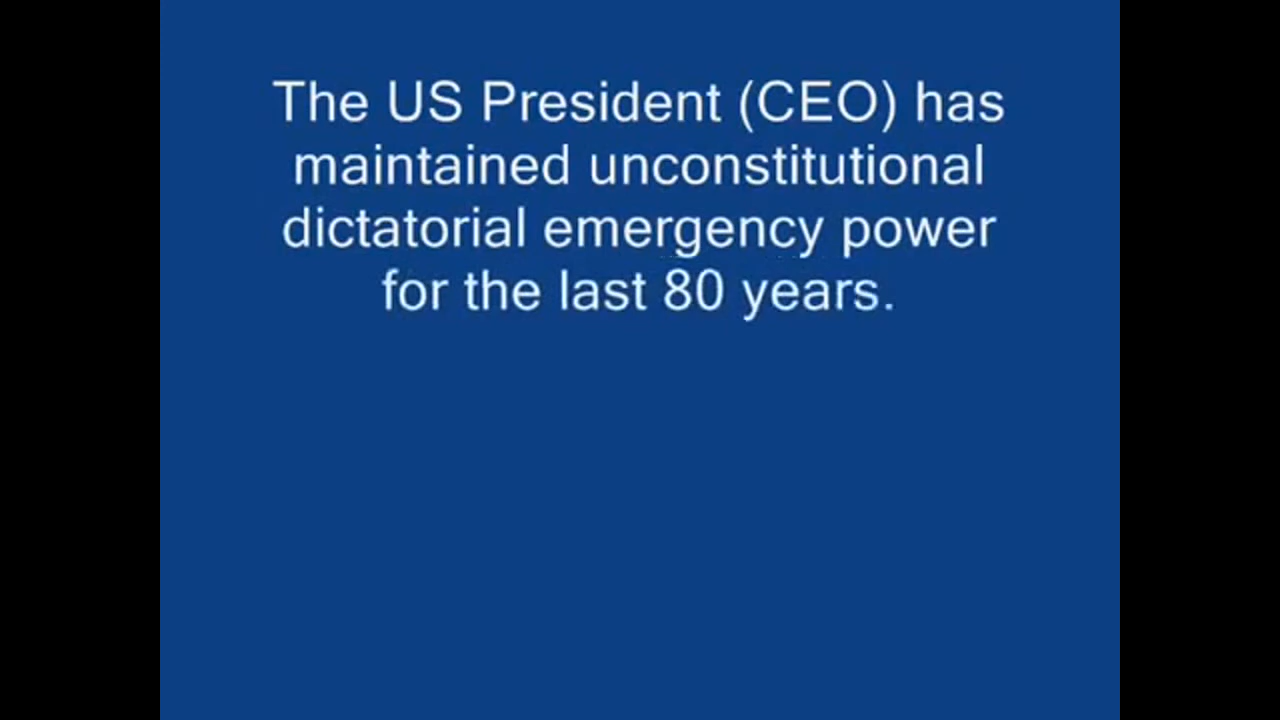 The US President (CEO) has
maintained unconstitutional
dictatorial emergency power
for the last 80 years.